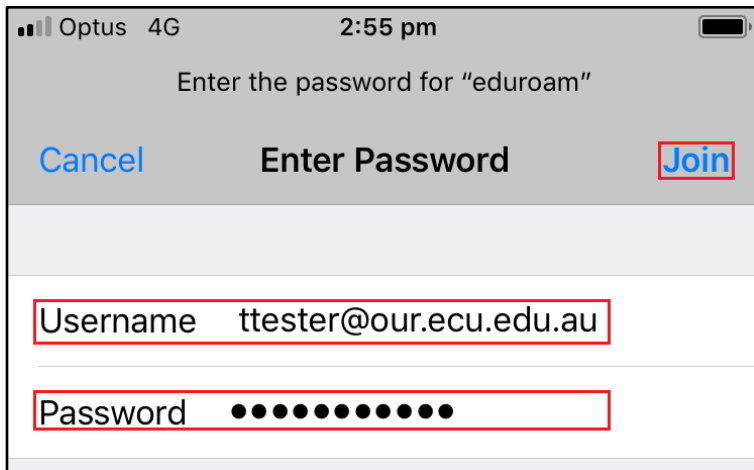 Optus 4G 2:55 pm
Enter the password for “eduroam”
Cancel Enter Password Join
Username ttester@our.ecu.edu.au
Password ●●●●●●●●●●●